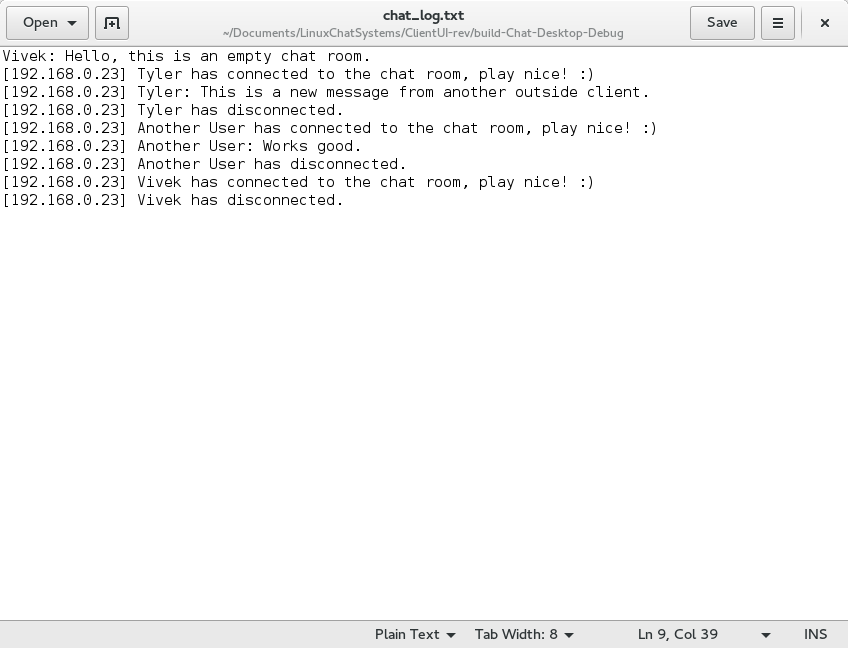 Open
chat_log.txt
~/Documents/LinuxChatSystems/ClientUI-rev/build-Chat-Desktop-Debug
Save
Vivek: Hello, this is an empty chat room.
[192.168.0.23] Tyler has connected to the chat room, play nice! :)
[192.168.0.23] Tyler: This is a new message from another outside client.
[192.168.0.23] Tyler has disconnected.
[192.168.0.23] Another User has connected to the chat room, play nice! :)
[192.168.0.23] Another User: Works good.
[192.168.0.23] Another User has disconnected.
[192.168.0.23] Vivek has connected to the chat room, play nice! :)
[192.168.0.23] Vivek has disconnected.
Plain Text
Tab Width: 8
Ln 9, Col 39
INS